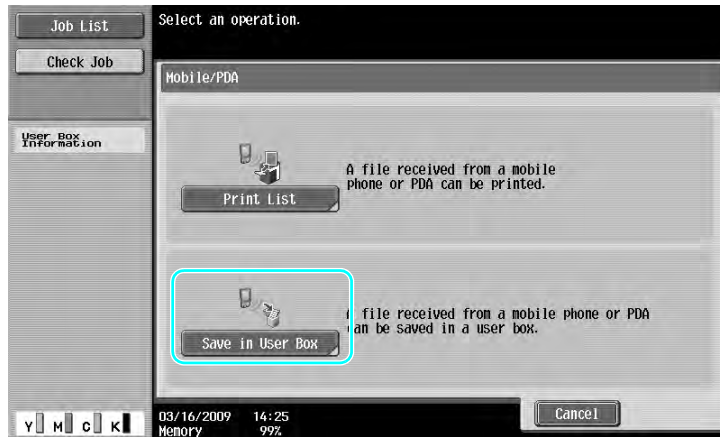 Job List
Select an operation.
Check Job
Mobile/PDA
User Box
Information
A file received from a mobile
phone or PDA can be printed.
Print List
file received from a mobile phone or PDA
can be saved in a user box.
Save in User Box
Cancel
Y M C K
03/16/2009 14:25
Memory 99%